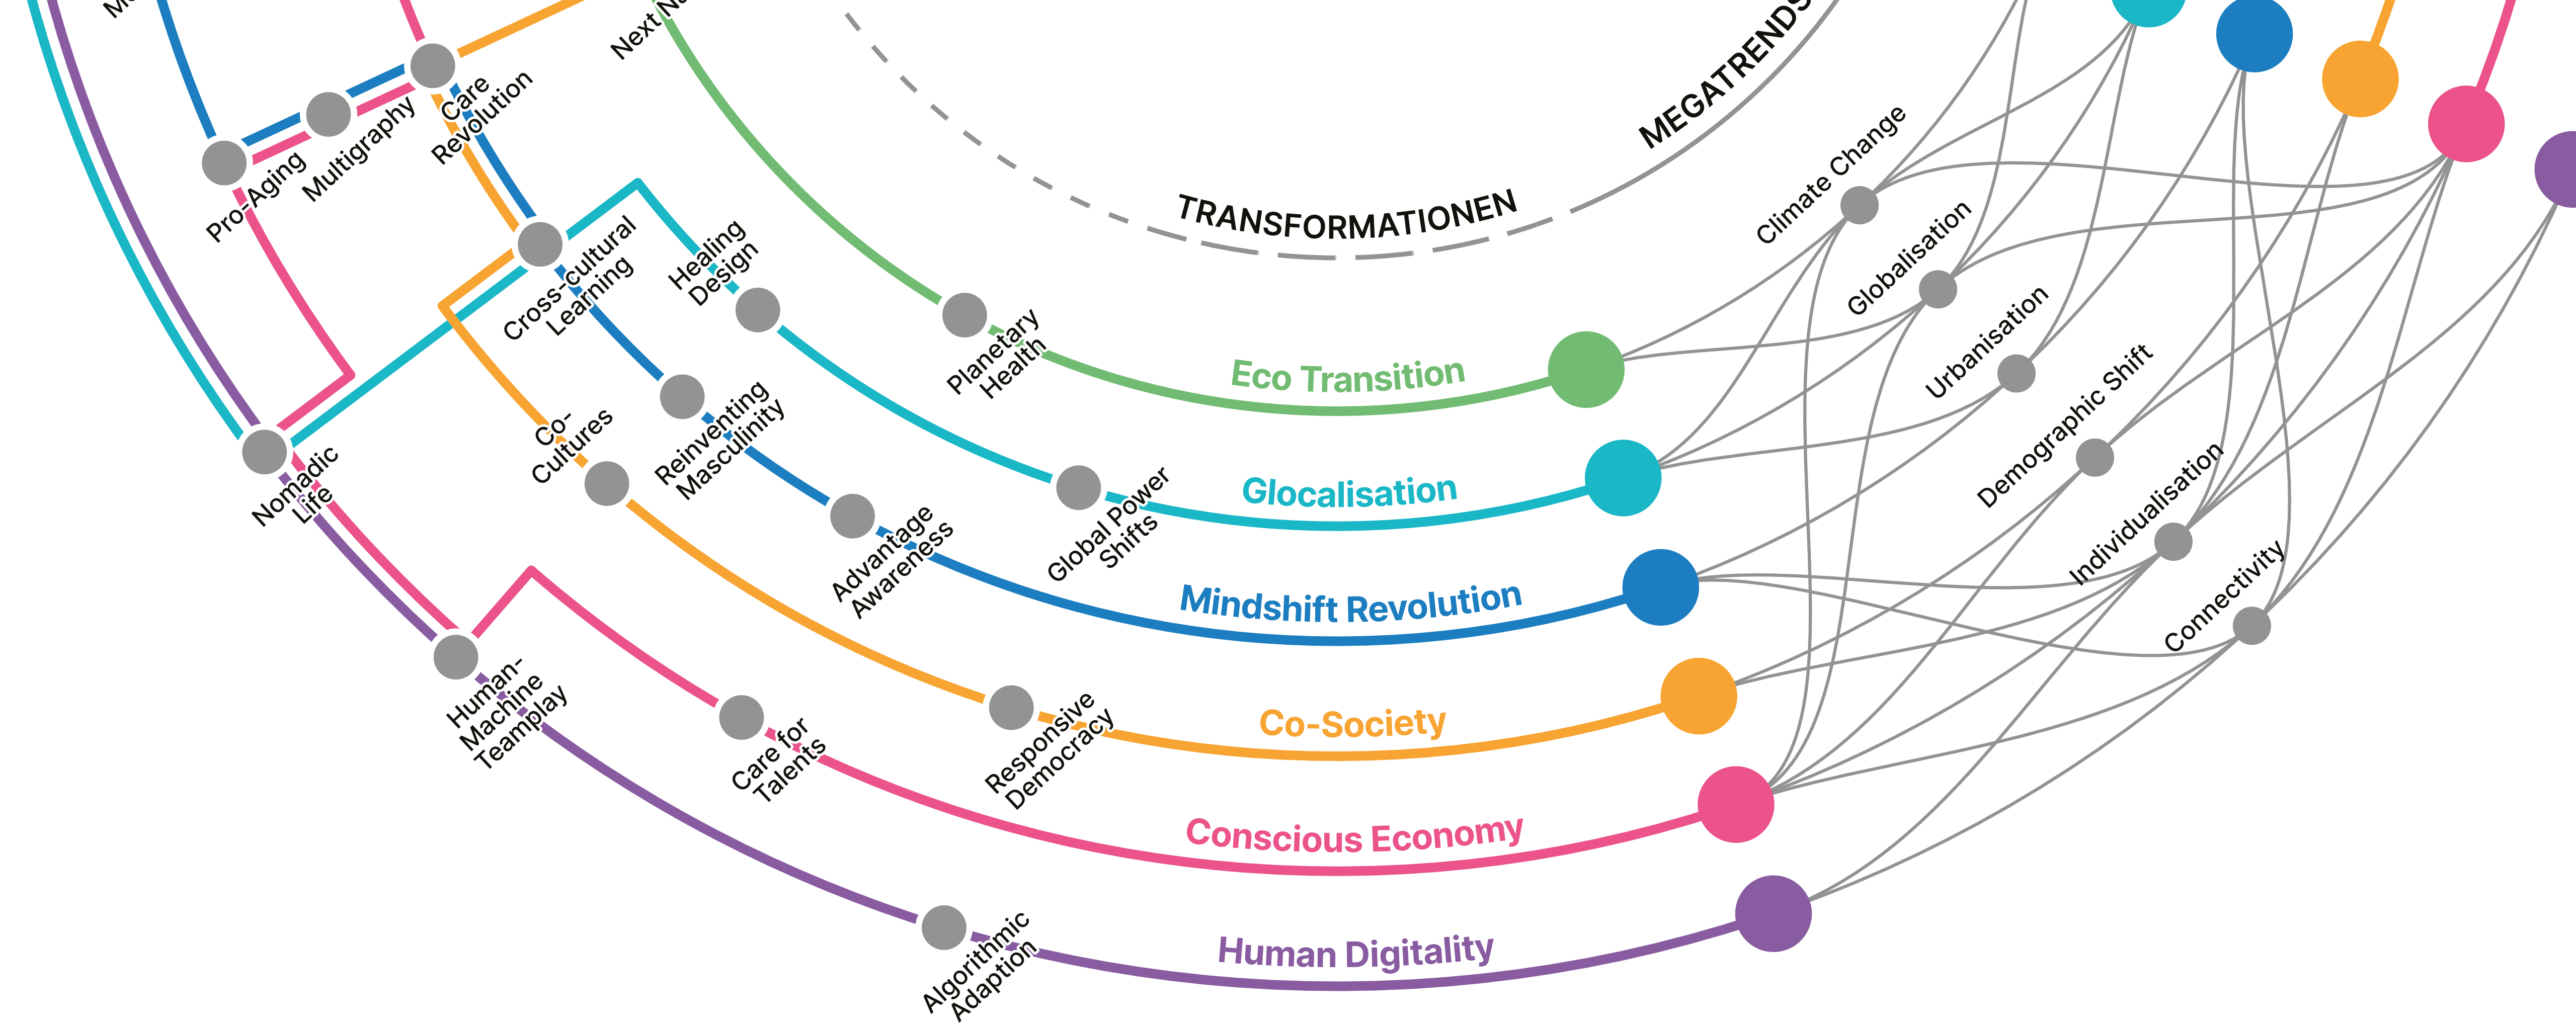 TRANSFORMATIONEN
MEGATRENDS
Care
Revolution
Multigraphy
Pro-Aging
Cross-cultural
Learning
Healing
Design
Planetary
Health
Nomadic
Life
Co-
Cultures
Reinventing
Masculinity
Advantage
Awareness
Global Power
Shifts
Human-
Machine
Teamplay
Care for
Talents
Responsive
Democracy
Algorithmic
Adaption
Eco Transition
Glocalisation
Mindshift Revolution
Co-Society
Conscious Economy
Human Digitality
Climate Change
Globalisation
Urbanisation
Demographic Shift
Individualisation
Connectivity
Next